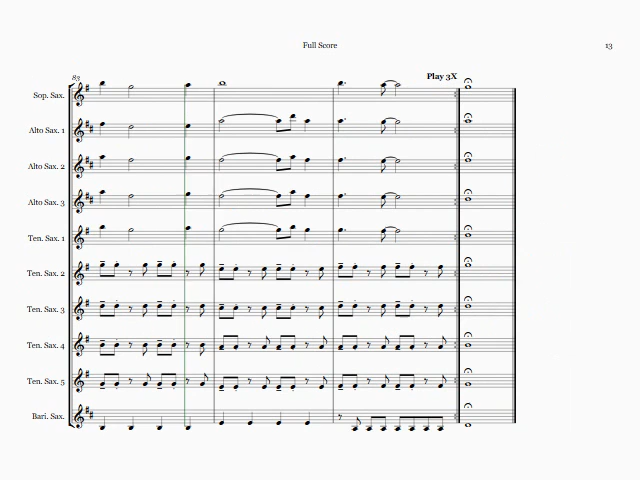 Full Score
13
83
Play 3X
Sop. Sax.
Alto Sax. 1
Alto Sax. 2
Alto Sax. 3
Ten. Sax. 1
Ten. Sax. 2
Ten. Sax. 3
Ten. Sax. 4
Ten. Sax. 5
Bari. Sax.